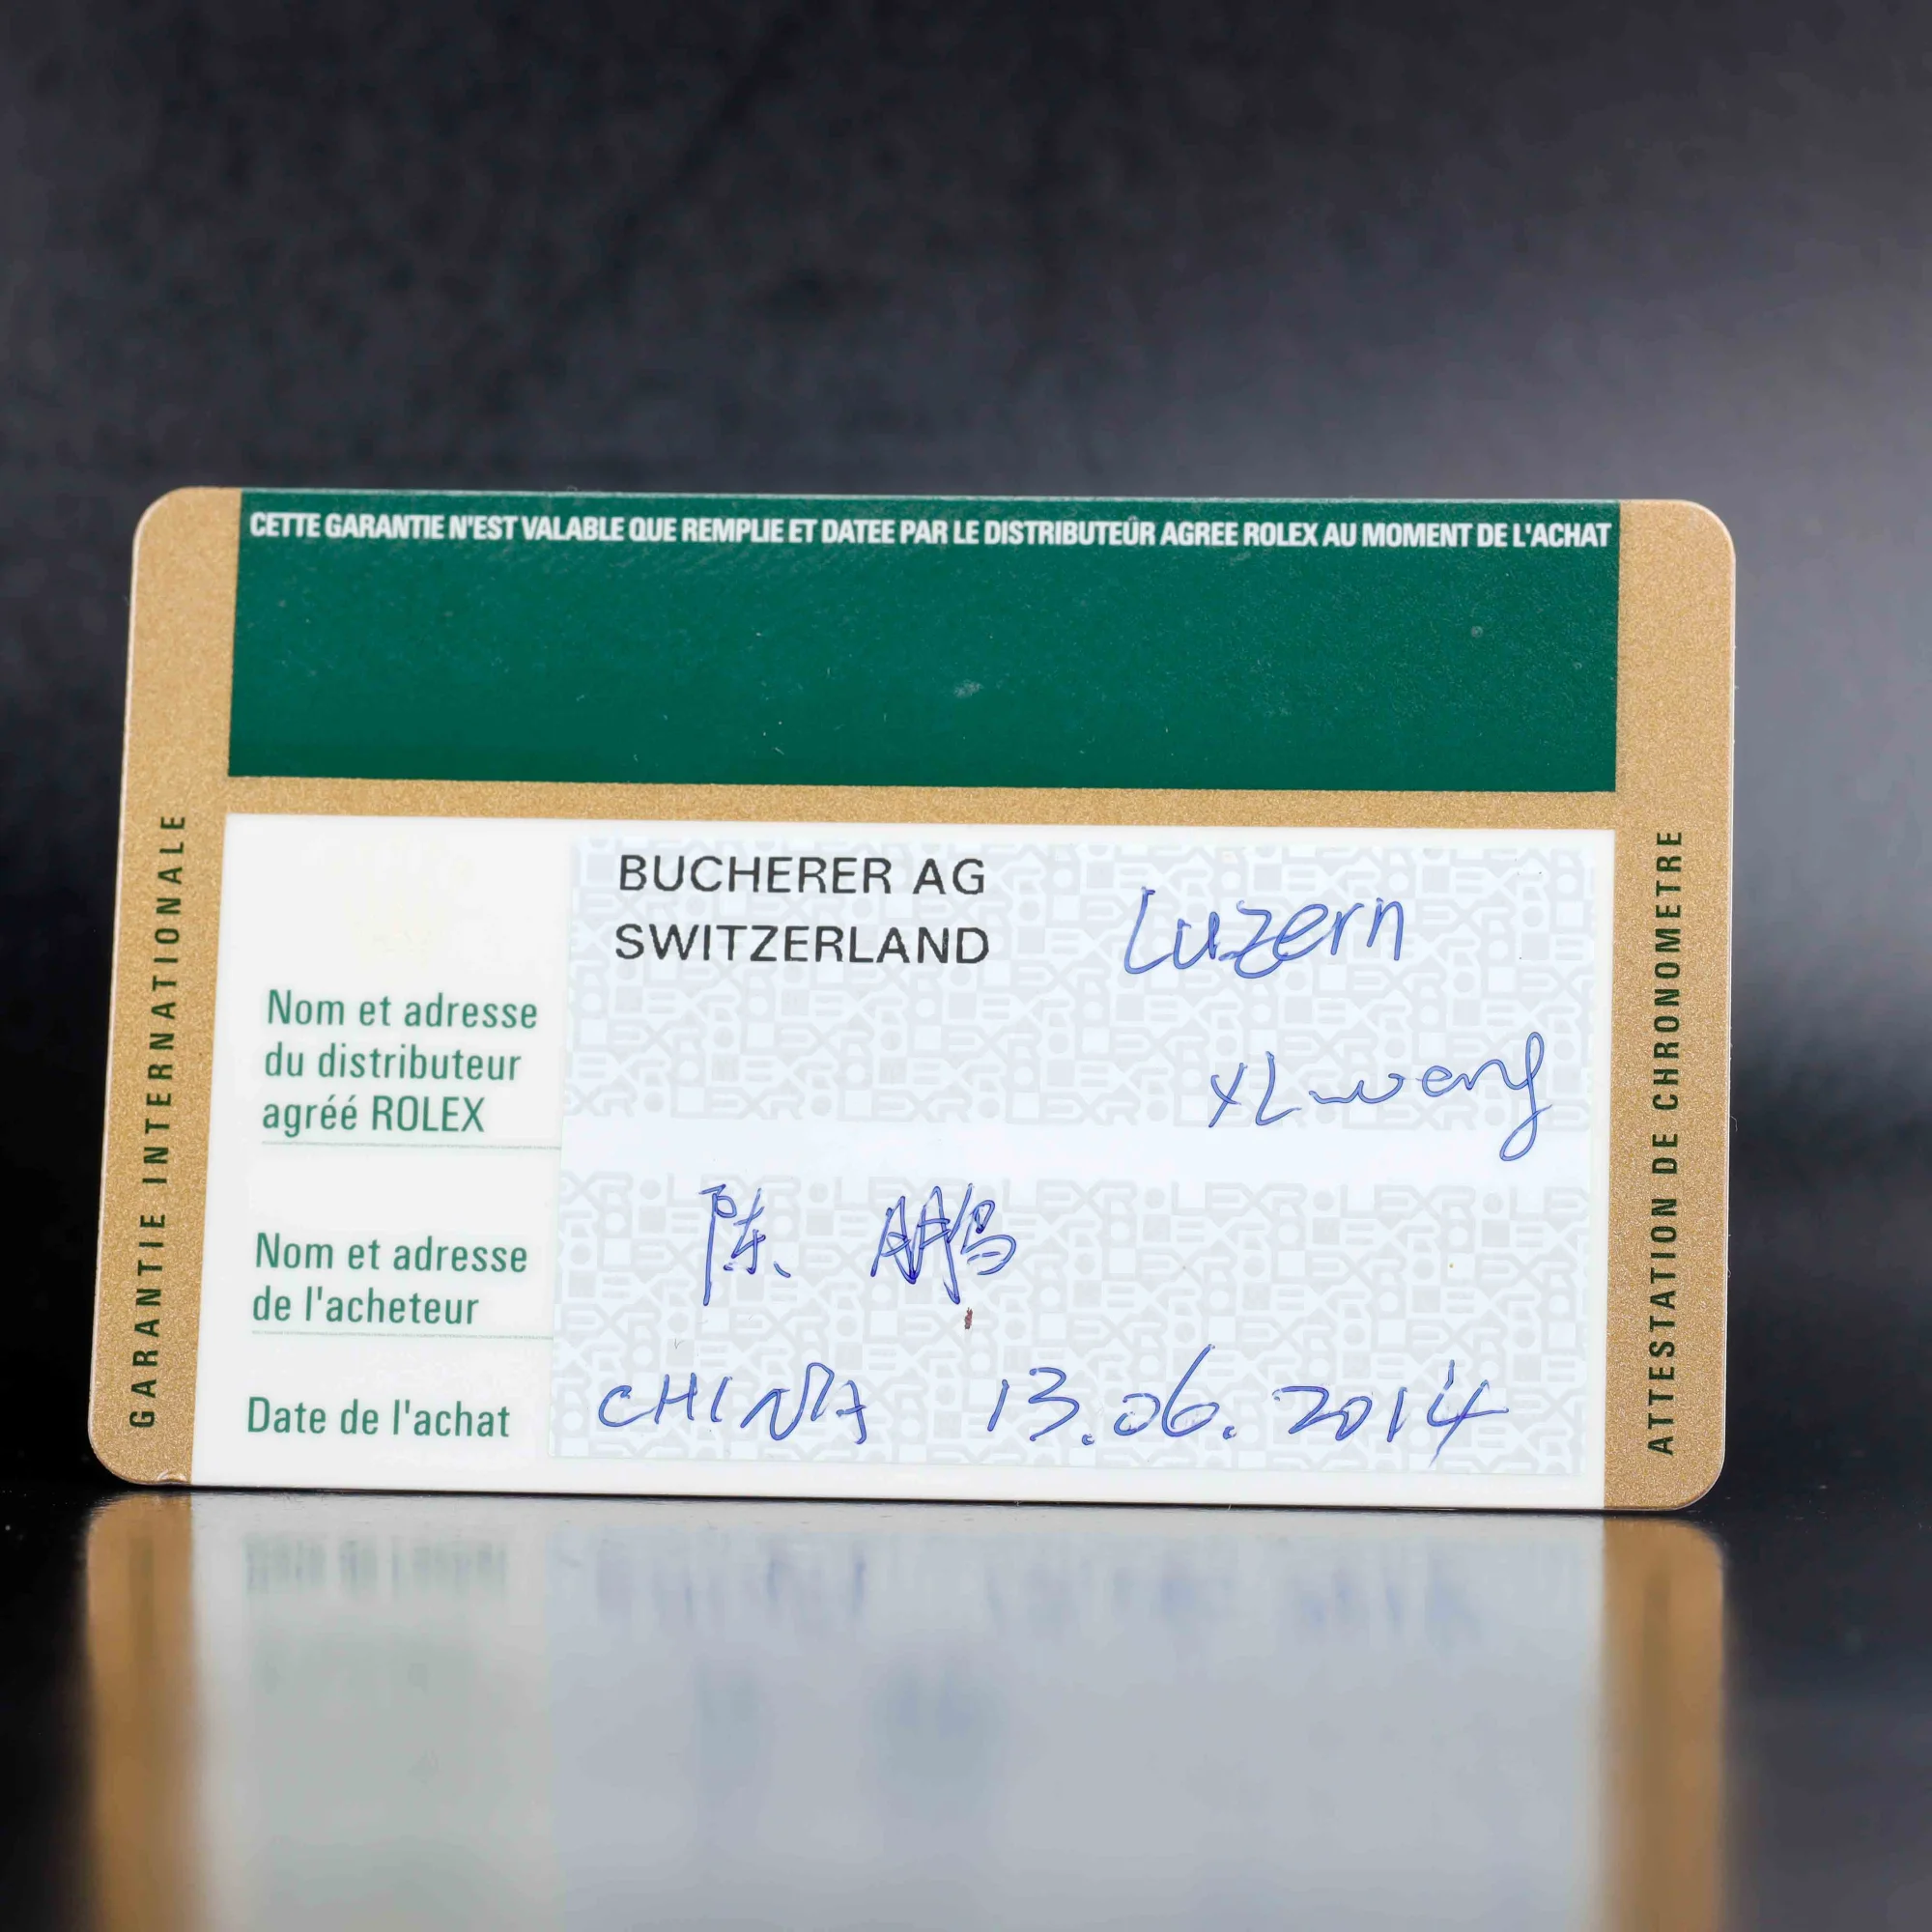 CETTE GARANTIE N'EST VALABLE QUE REMPLIE ET DATEE PAR LE DISTRIBUTEUR AGREE ROLEX AU MOMENT DE L'ACHAT
GARANTIE INTERNATIONALE
BUCHERER AG
SWITZERLAND
Luzern
Nom et adresse
du distributeur
agréé ROLEX
XLwang
Nom et adresse
de l'acheteur
陈 鹏
Date de l'achat
CHINA 13.06.2014
ATTESTATION DE CHRONOMETRE